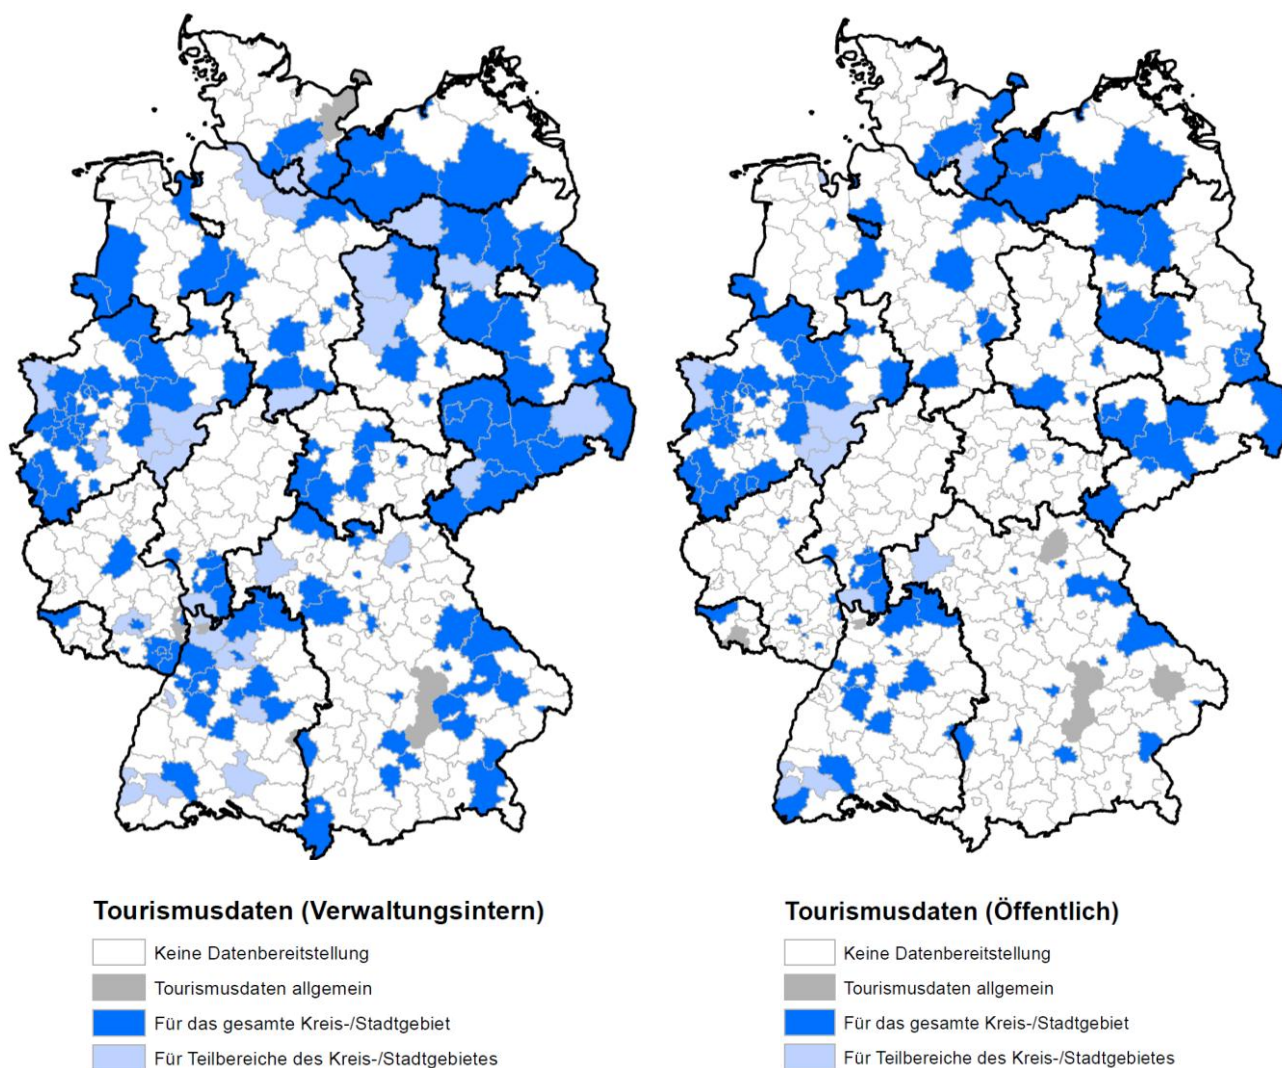 Tourismusdaten (Verwaltungsintern)
Keine Datenbereitstellung
Tourismusdaten allgemein
Für das gesamte Kreis-/Stadtgebiet
Für Teilbereiche des Kreis-/Stadtgebietes
Tourismusdaten (Öffentlich)
Keine Datenbereitstellung
Tourismusdaten allgemein
Für das gesamte Kreis-/Stadtgebiet
Für Teilbereiche des Kreis-/Stadtgebietes